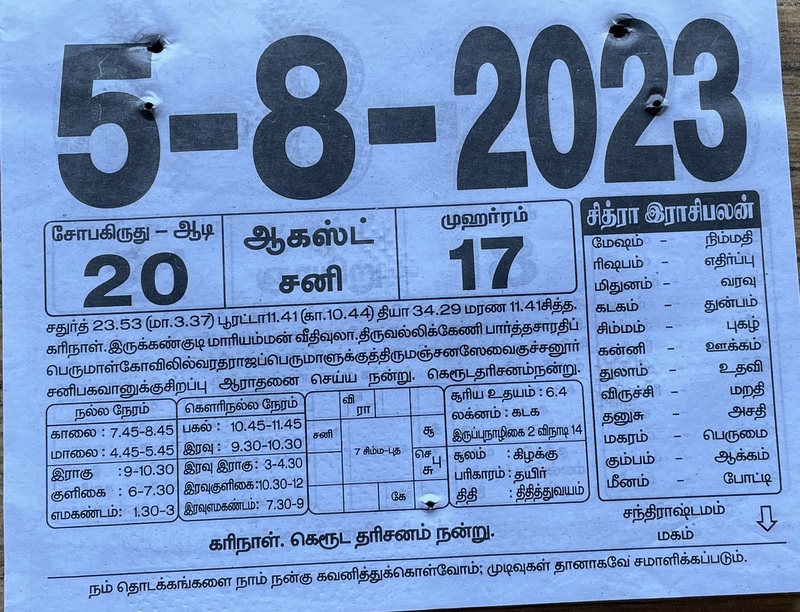 5-8-2023
சோபகிருது - ஆடி
20
ஆகஸ்ட்
சனி
முஹர்ரம்
17
சதுர்த் 23.53 (மா.3.37) பூரட்டா11.41 (கா.10.44) தியா 34.29 மரண 11.41சித்த.
கரிநாள். இருக்கண்குடி மாரியம்மன் வீதிவுலா.திருவல்லிக்கேணி பார்த்தசாரதிப்
பெருமாள்கோவிலில்வரதராஜப்பெருமாளுக்குத்திருமஞ்சனஸேவைகுச்சனூர்
சனிபகவானுக்குசிறப்பு ஆராதனை செய்ய நன்று. கெரூடதரிசனம்நன்று.
சித்ரா இராசிபலன்
மேஷம் - நிம்மதி
ரிஷபம் - எதிர்ப்பு
மிதுனம் - வரவு
கடகம் - துன்பம்
சிம்மம் - புகழ்
கன்னி - ஊக்கம்
துலாம் - உதவி
விருச்சி - மறதி
தனுசு - அசதி
மகரம் - பெருமை
கும்பம் - ஆக்கம்
மீனம் - போட்டி
நல்ல நேரம்
காலை : 7.45-8.45
மாலை : 4.45-5.45
இராகு :9-10.30
குளிகை : 6-7.30
எமகண்டம்: 1.30-3
கௌரிநல்ல நேரம்
பகல் : 10.45-11.45
இரவு : 9.30-10.30
இரவு இராகு: 3-4.30
இரவுகுளிகை:10.30-12
இரவுஎமகண்டம்: 7.30-9
வி
ரா
சனி
சூ
7 சிம்ம-புத
செ
பு
சு
கே
சூரிய உதயம் : 6.4
லக்னம் : கடக
இருப்புநாழிகை 2 விநாடி 14
சூலம் : கிழக்கு
பரிகாரம் : தயிர்
திதி : திதித்துவயம்
சந்திராஷ்டமம்
மகம்
கரிநாள். கெரூட தரிசனம் நன்று.
நம் தொடக்கங்களை நாம் நன்கு கவனித்துக்கொள்வோம்; முடிவுகள் தானாகவே சமாளிக்கப்படும்.